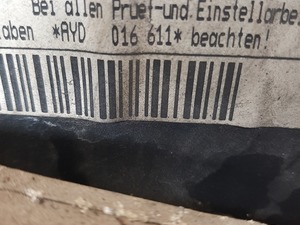 Bei allen Pruef-und Einstellarbe
aben *AYD 016 611* beachten!